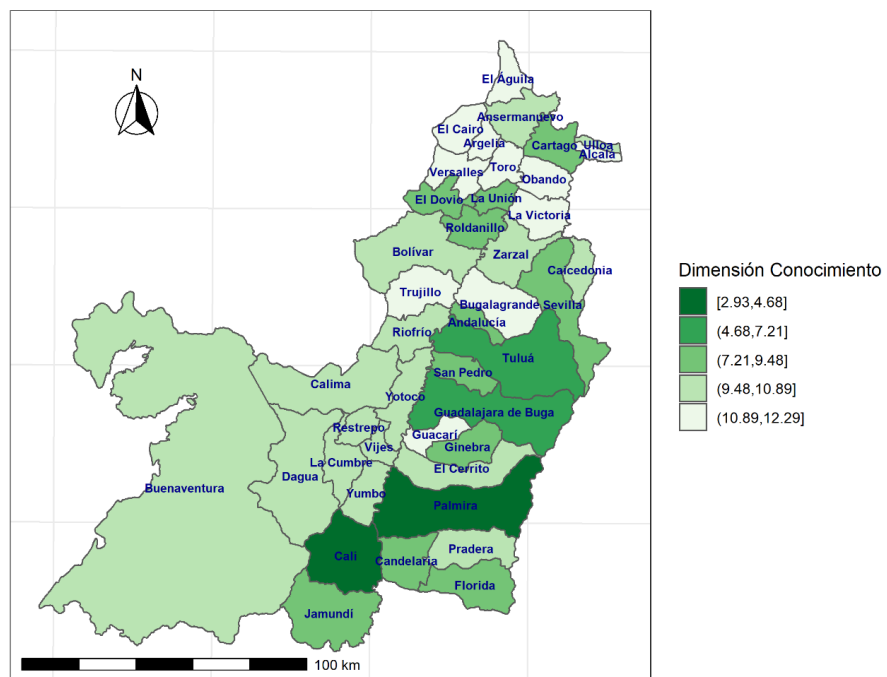 N
El Águila
Ansermanuevo
El Cairo
Argelia
Cartago
Ulloa
Alcalá
Versalles
Toro
Obando
El Dovio
La Unión
La Victoria
Roldanillo
Bolívar
Zarzal
Caicedonia
Trujillo
Bugalagrande
Sevilla
Riofrío
Andalucía
Tuluá
Calima
San Pedro
Yotoco
Guadalajara de Buga
Restrepo
Guacarí
Vijes
Ginebra
La Cumbre
El Cerrito
Dagua
Buenaventura
Yumbo
Palmira
Cali
Candelaria
Pradera
Florida
Jamundí
100 km
Dimensión Conocimiento
[2.93,4.68]
(4.68,7.21]
(7.21,9.48]
(9.48,10.89]
(10.89,12.29]